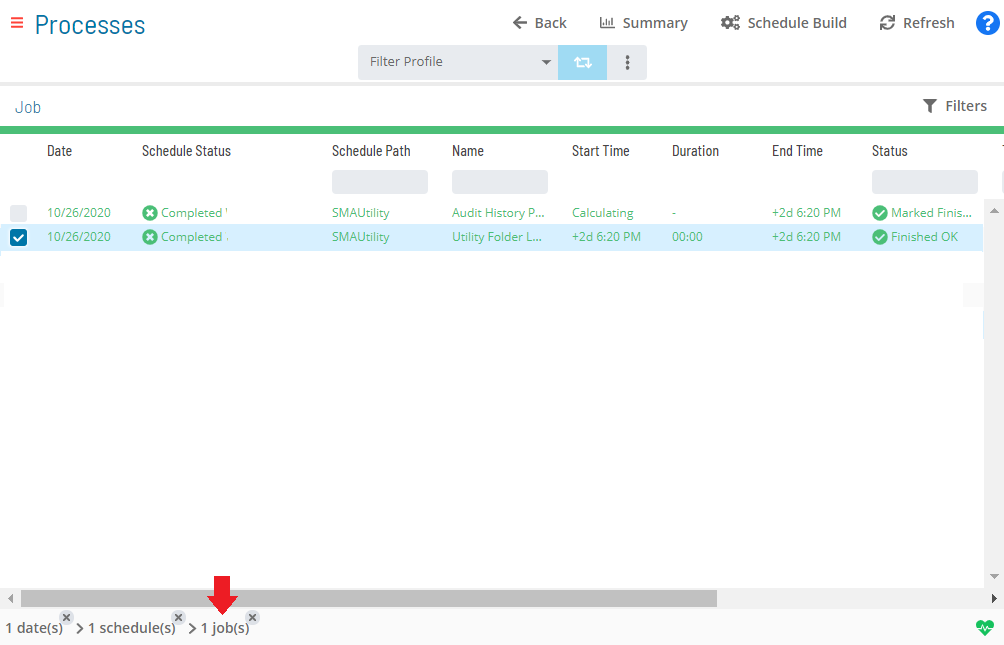 Processes
Back Summary Schedule Build Refresh ?
Filter Profile
Job
Filters
Date Schedule Status Schedule Path Name Start Time Duration End Time Status
10/26/2020 Completed SMAUtility Audit History P... Calculating - +2d 6:20 PM Marked Finis...
10/26/2020 Completed SMAUtility Utility Folder L... +2d 6:20 PM 00:00 +2d 6:20 PM Finished OK
1 date(s) > 1 schedule(s) > 1 job(s)